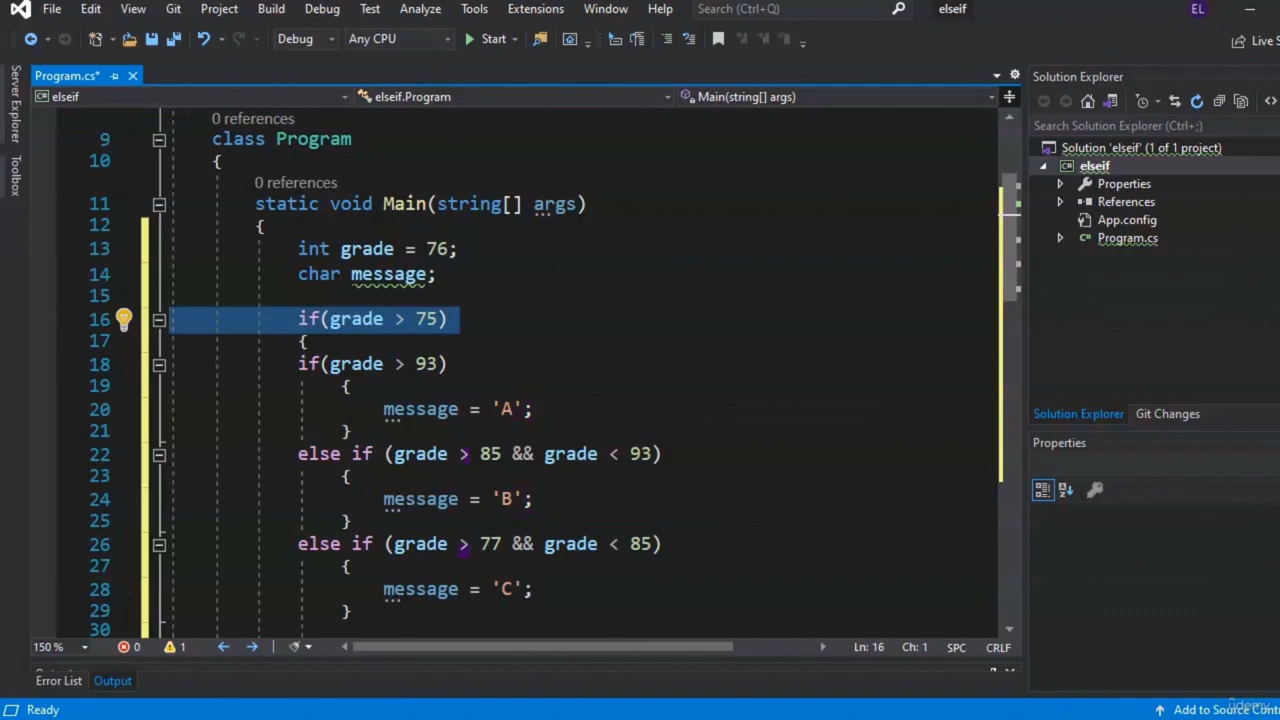 File Edit View Git Project Build Debug Test Analyze Tools Extensions Window Help Search (Ctrl+Q) elseif EL
Debug Any CPU Start Live S
Program.cs* Solution Explorer
elseif elseif.Program Main(string[] args)
Server Explorer
Toolbox
Search Solution Explorer (Ctrl+;)
Solution 'elseif' (1 of 1 project)
elseif
Properties
References
App.config
Program.cs
0 references
9 class Program
10 {
0 references
11 static void Main(string[] args)
12 {
13 int grade = 76;
14 char message;
15
16 if(grade > 75)
17 {
18 if(grade > 93)
19 {
20 message = 'A';
21 }
22 else if (grade > 85 && grade < 93)
23 {
24 message = 'B';
25 }
26 else if (grade > 77 && grade < 85)
27 {
28 message = 'C';
29 }
30
Solution Explorer Git Changes
Properties
150 % 0 1 Ln: 16 Ch: 1 SPC CRLF
Error List Output
Ready Add to Source Contr
udemy